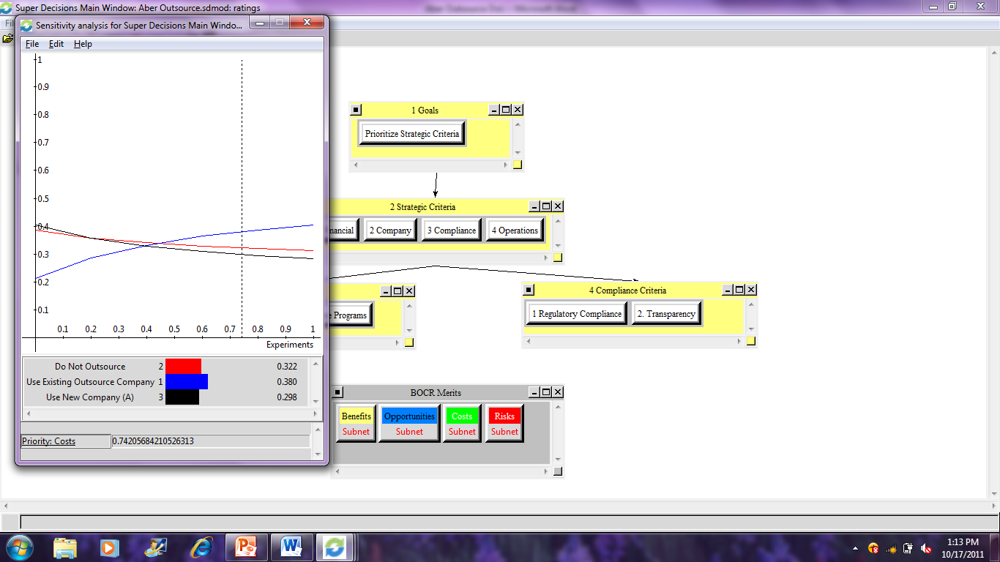 Super Decisions Main Window: Aber Outsource.sdmod: ratings
Sensitivity analysis for Super Decisions Main Windo...
File Edit Help
1
0.9
0.8
0.7
0.6
0.5
0.4
0.3
0.2
0.1
0.1 0.2 0.3 0.4 0.5 0.6 0.7 0.8 0.9 1
Experiments
Do Not Outsource 2 0.322
Use Existing Outsource Company 1 0.380
Use New Company (A) 3 0.298
Priority: Costs 0.74205684210526313
1 Goals
Prioritize Strategic Criteria
2 Strategic Criteria
nancial 2 Company 3 Compliance 4 Operations
e Programs
4 Compliance Criteria
1 Regulatory Compliance 2. Transparency
BOCR Merits
Benefits Opportunities Costs Risks
Subnet Subnet Subnet Subnet
1:13 PM
10/17/2011